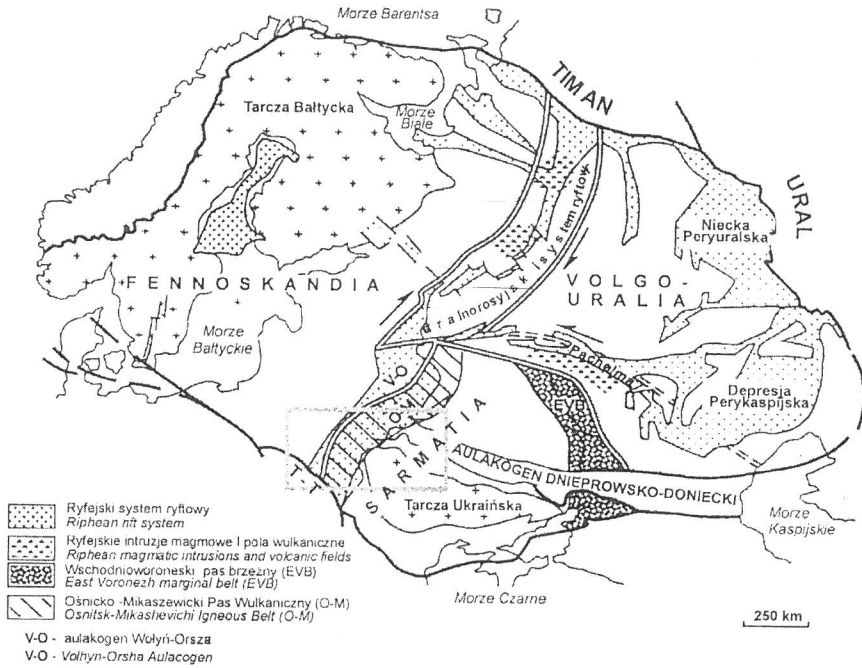 Morze Barentsa
TIMAN
Tarcza Bałtycka
Morze
Białe
URAL
Niecka
Peryuralska
FENNOSKANDIA
VOLGO-
URALIA
Morze
Bałtyckie
Pachelma
Depresja
Perykaspijska
V-O
O-M
EVB
SARMATIA
AULAKOGEN DNIEPROWSKO-DONIECKI
T-T
Tarcza Ukraińska
Morze
Kaspijskie
Morze Czarne
250 km
Ryfejski system ryftowy
Riphean rift system
Ryfejskie intruzje magmowe I pola wulkaniczne
Riphean magmatic intrusions and volcanic fields
Wschodnioworoneski pas brzeżny (EVB)
East Voronezh marginal belt (EVB)
Ośnicko -Mikaszewicki Pas Wulkaniczny (O-M)
Osnitsk-Mikashevichi Igneous Belt (O-M)
V-O - aulakogen Wołyń-Orsza
V-O - Volhyn-Orsha Aulacogen